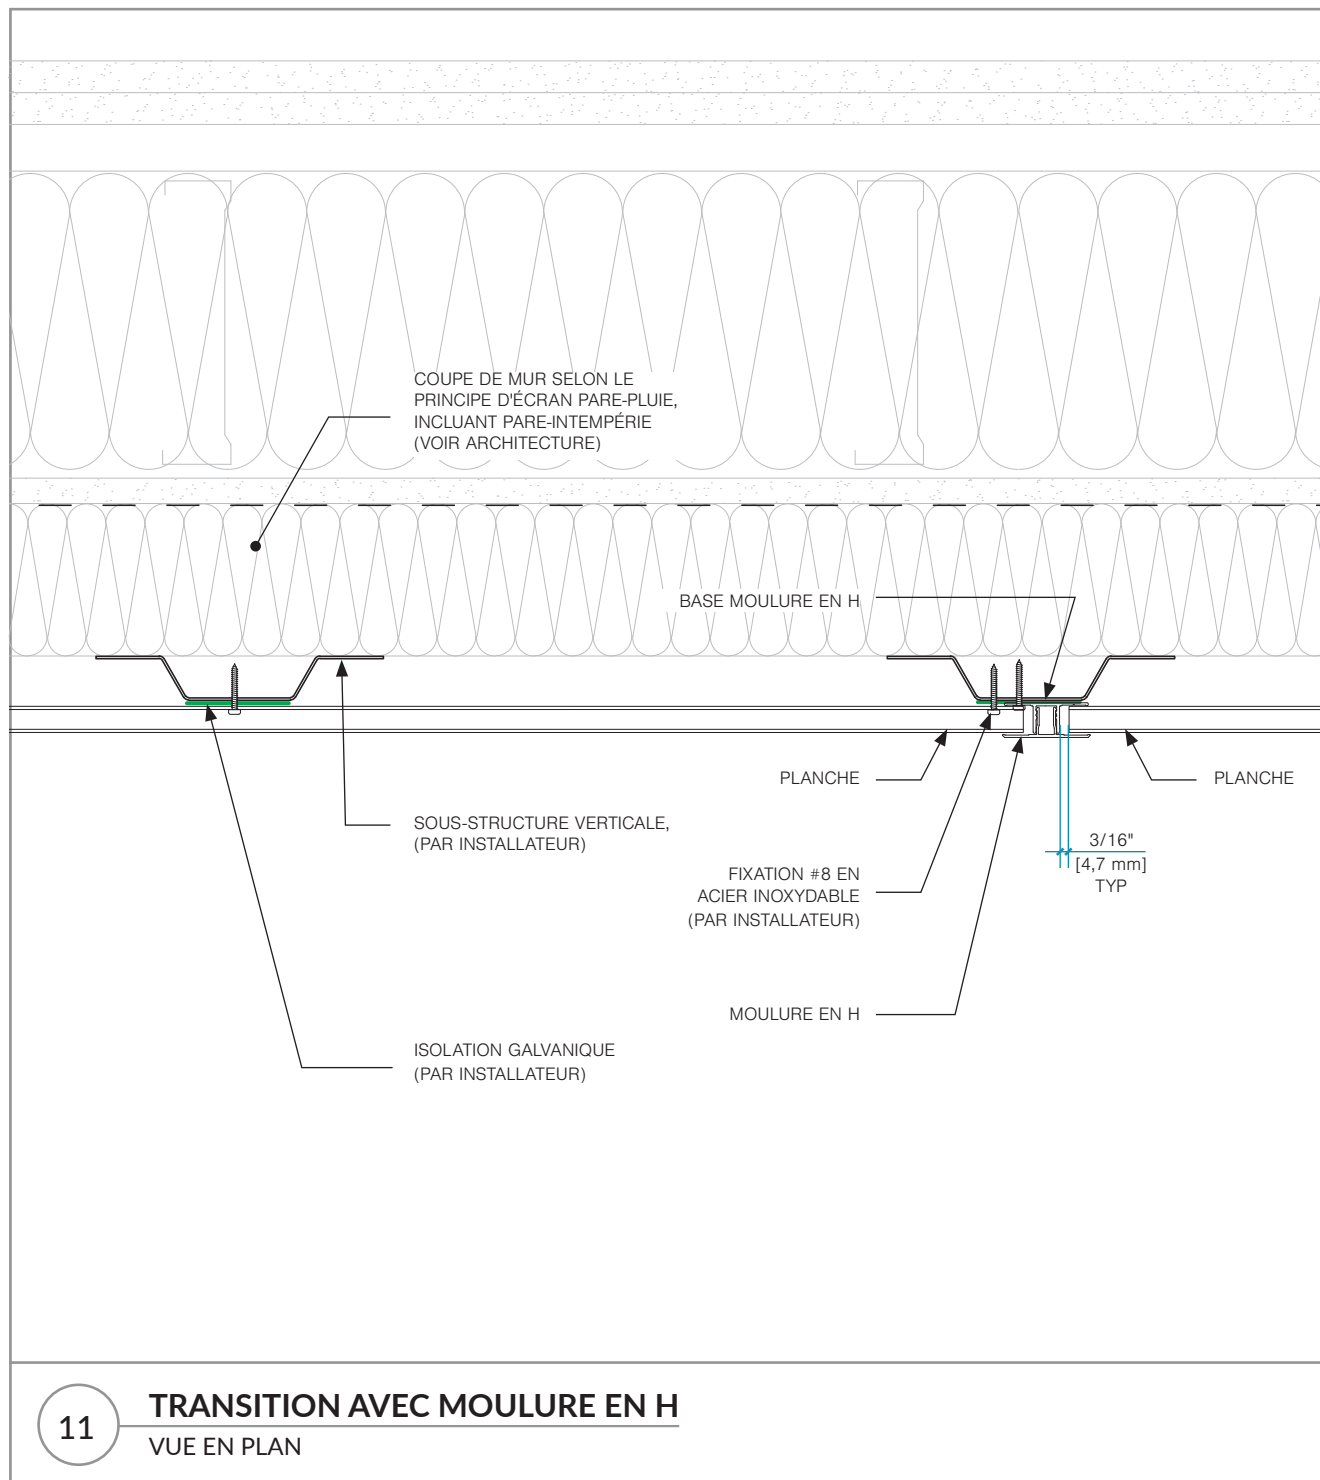 COUPE DE MUR SELON LE
PRINCIPE D'ÉCRAN PARE-PLUIE,
INCLUANT PARE-INTEMPÉRIE
(VOIR ARCHITECTURE)
BASE MOULURE EN H
PLANCHE
PLANCHE
SOUS-STRUCTURE VERTICALE,
(PAR INSTALLATEUR)
3/16"
[4,7 mm]
TYP
FIXATION #8 EN
ACIER INOXYDABLE
(PAR INSTALLATEUR)
MOULURE EN H
ISOLATION GALVANIQUE
(PAR INSTALLATEUR)
11
TRANSITION AVEC MOULURE EN H
VUE EN PLAN